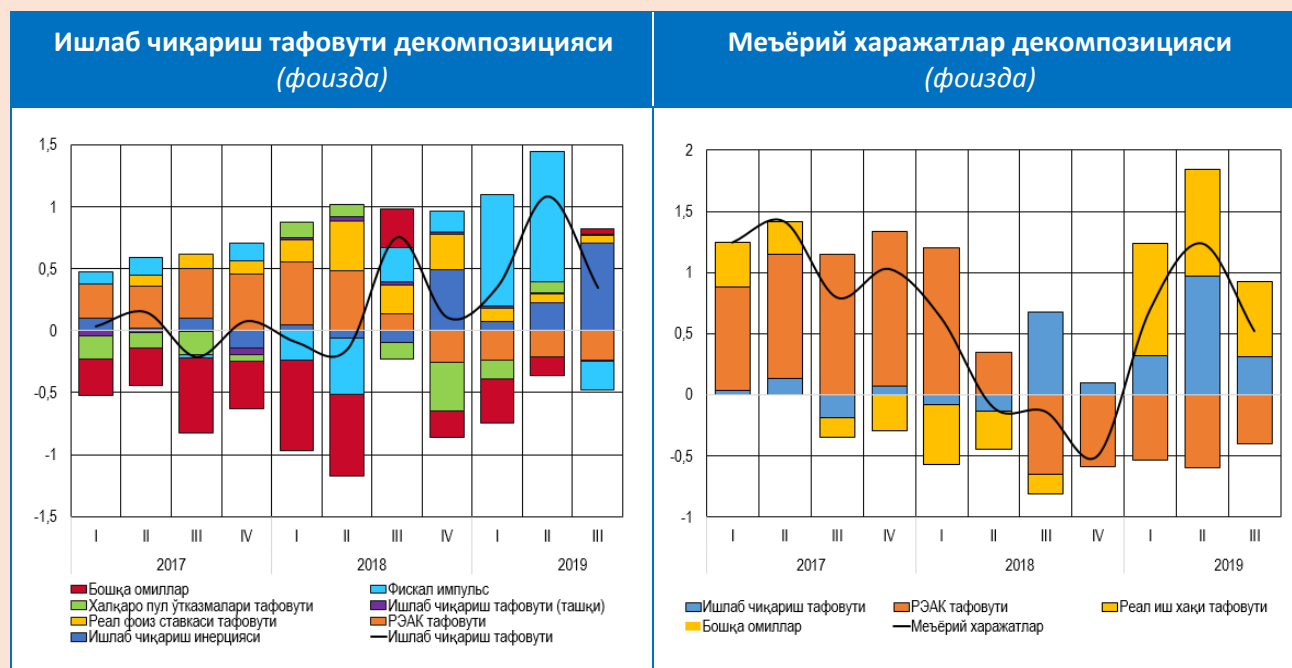 Ишлаб чиқариш тафовути декомпозицияси
(фоизда)
1,5
1
0,5
0
-0,5
-1
-1,5
I II III IV I II III IV I II III
2017 2018 2019
Бошқа омиллар
Фискал импульс
Халқаро пул ўтказмалари тафовути
Ишлаб чиқариш тафовути (ташқи)
Реал фоиз ставкаси тафовути
РЭАК тафовути
Ишлаб чиқариш инерцияси
Ишлаб чиқариш тафовути
Меъёрий харажатлар декомпозицияси
(фоизда)
2
1,5
1
0,5
0
-0,5
-1
I II III IV I II III IV I II III
2017 2018 2019
Ишлаб чиқариш тафовути
РЭАК тафовути
Реал иш хақи тафовути
Бошқа омиллар
Меъёрий харажатлар